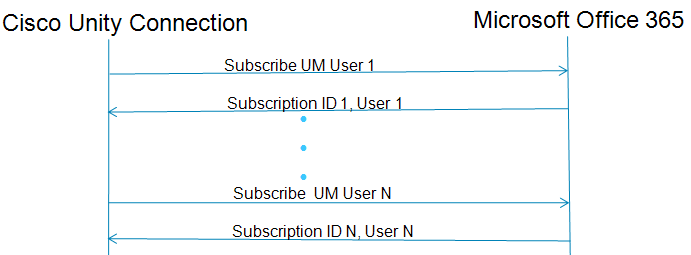 Cisco Unity Connection
Microsoft Office 365
Subscribe UM User 1
Subscription ID 1, User 1
Subscribe UM User N
Subscription ID N, User N